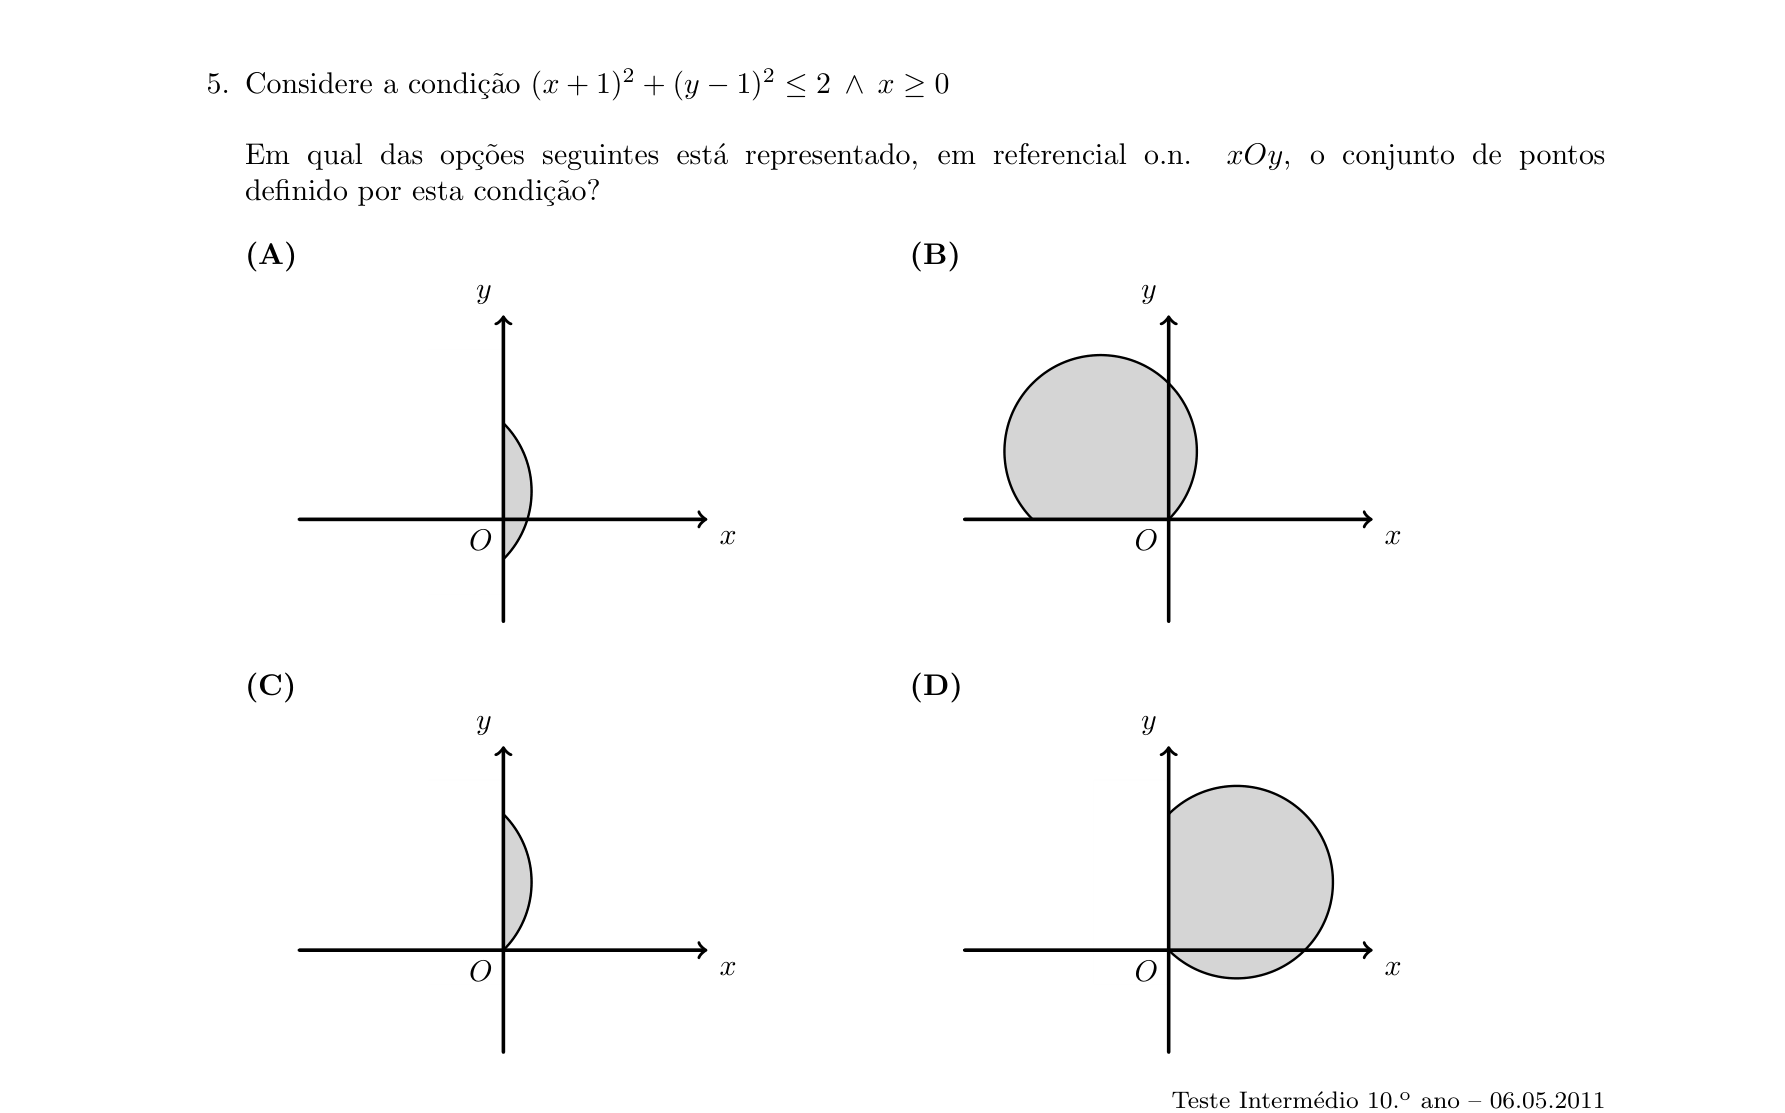 5. Considere a condição (x + 1)² + (y − 1)² ≤ 2 ∧ x ≥ 0
Em qual das opções seguintes está representado, em referencial o.n. xOy, o conjunto de pontos
definido por esta condição?
(A) (B)
y y
O x O x
(C) (D)
y y
O x O x
Teste Intermédio 10.º ano – 06.05.2011